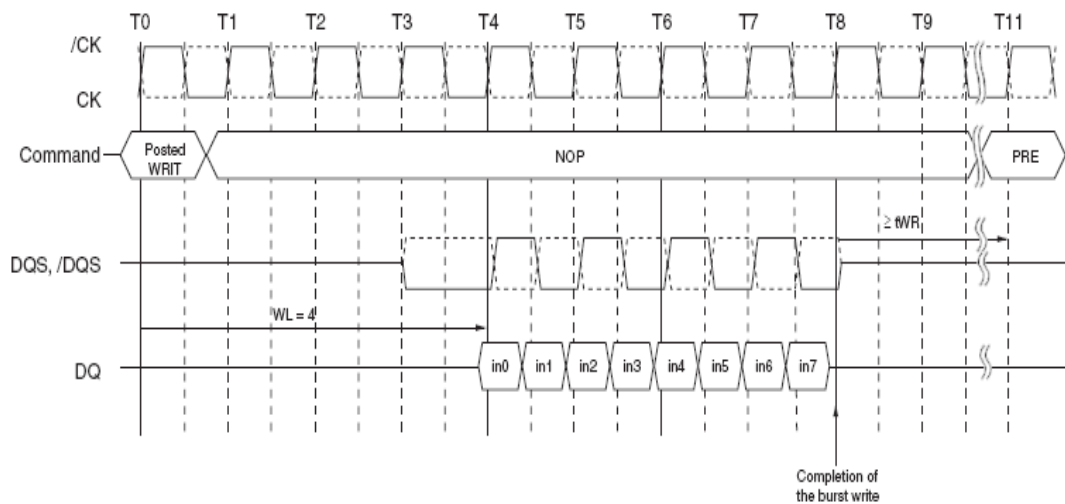 T0 T1 T2 T3 T4 T5 T6 T7 T8 T9 T11
/CK
CK
Command
Posted
WRIT
NOP
PRE
≥ tWR
DQS, /DQS
WL = 4
DQ
in0 in1 in2 in3 in4 in5 in6 in7
Completion of
the burst write